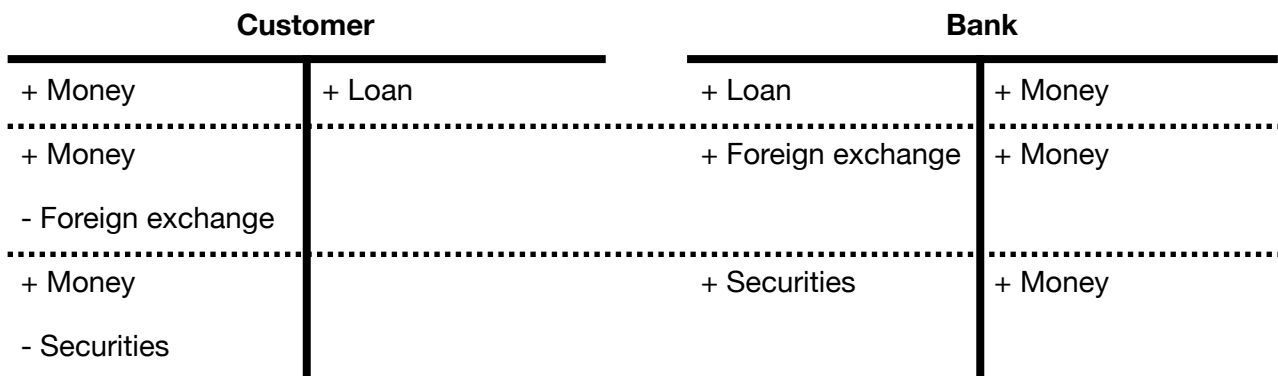 Customer Bank
+ Money + Loan + Loan + Money
+ Money + Foreign exchange + Money
- Foreign exchange
+ Money + Securities + Money
- Securities